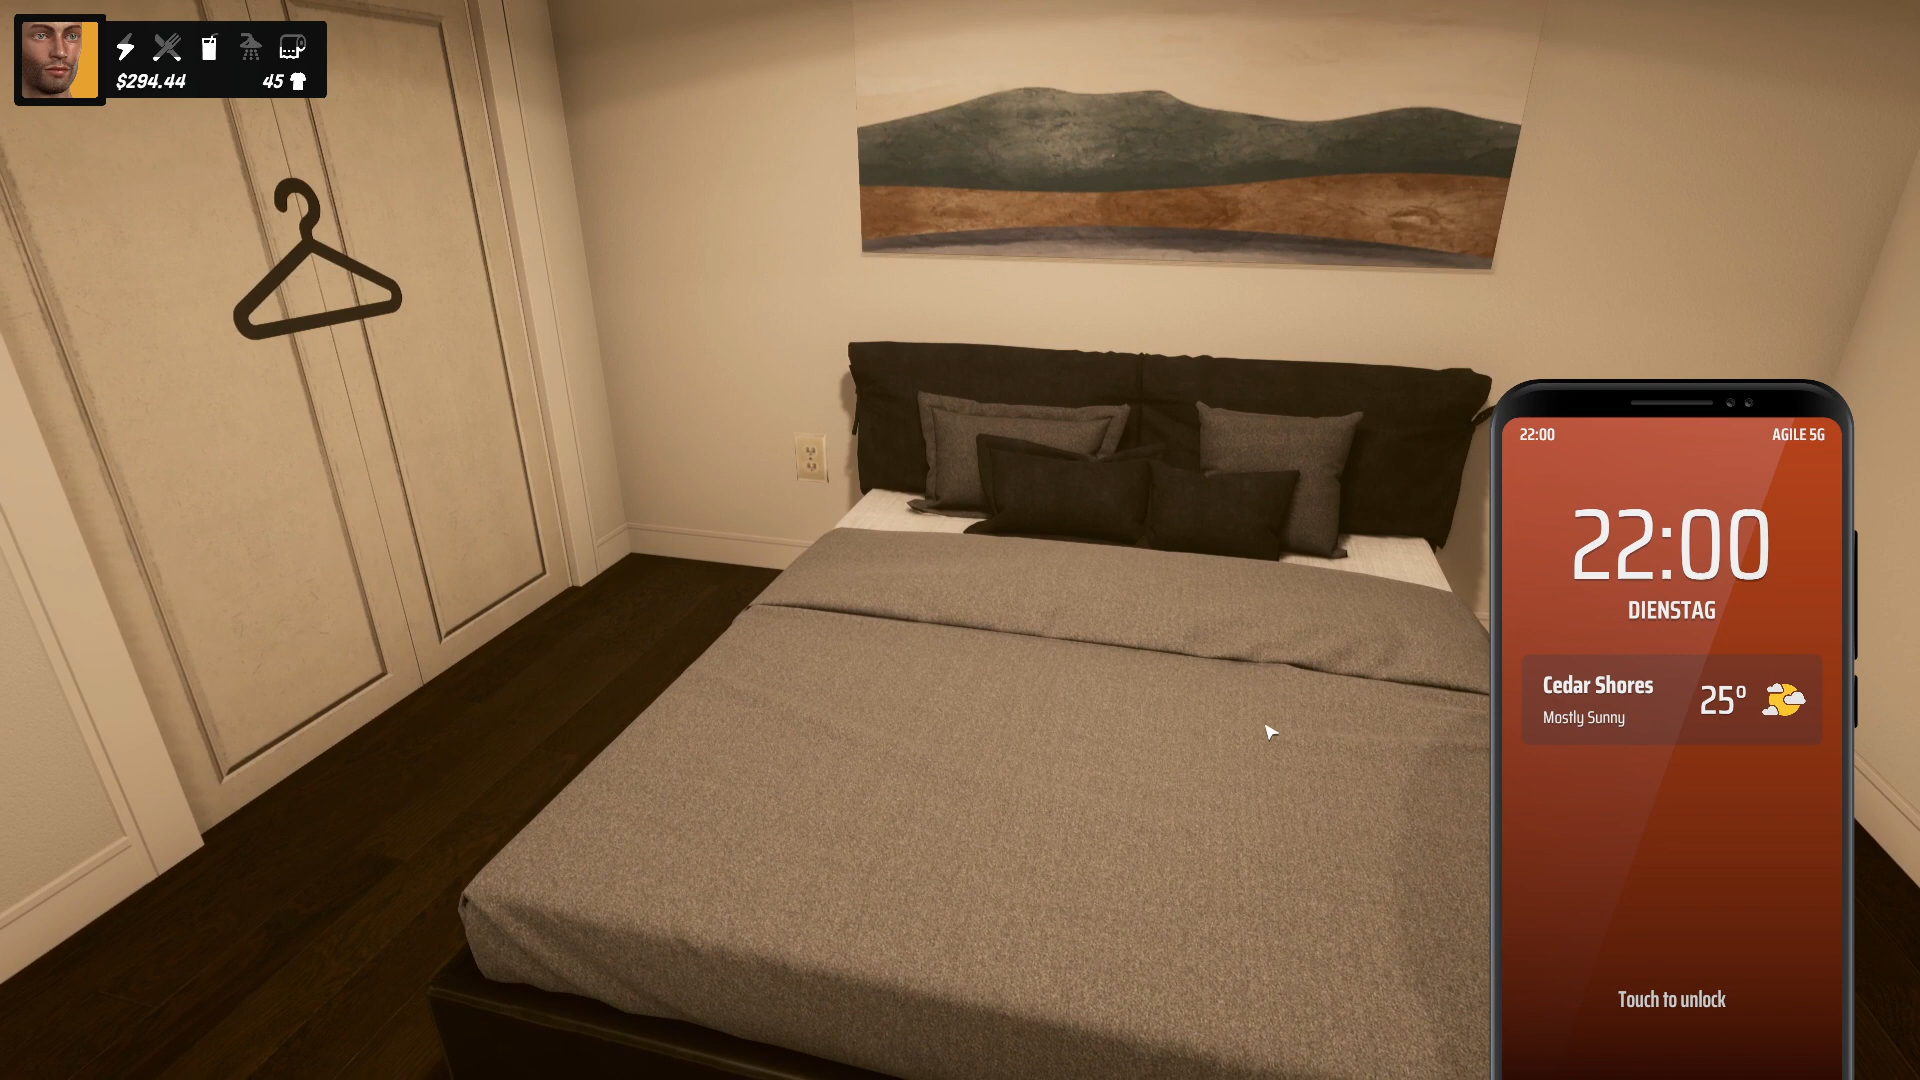 $294.44
45
22:00
AGILE 5G
22:00
DIENSTAG
Cedar Shores
25°
Mostly Sunny
Touch to unlock